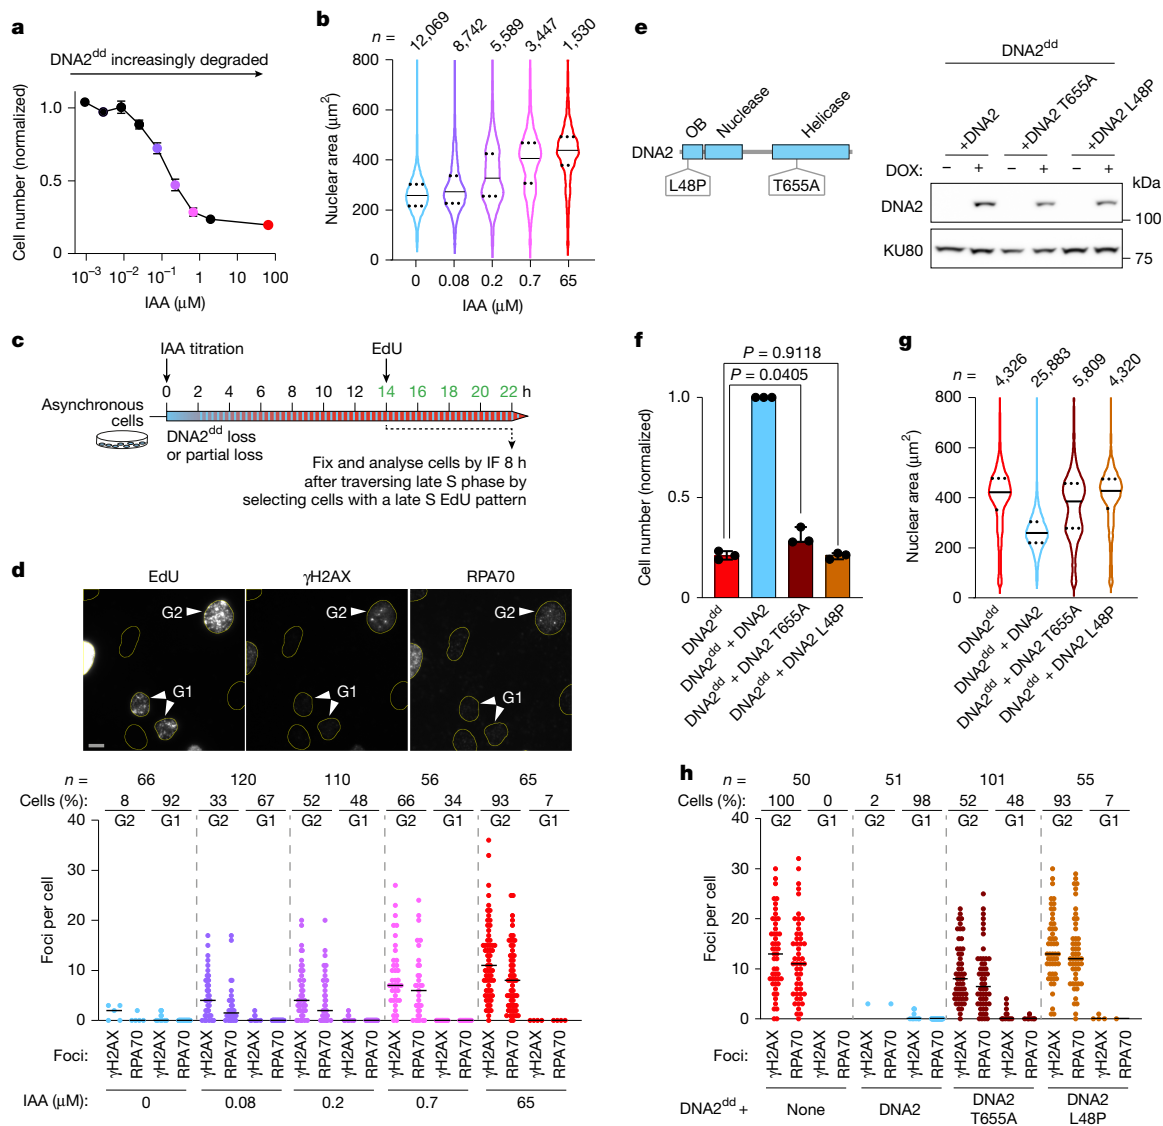 a
DNA2dd increasingly degraded
Cell number (normalized)
1.0
0.5
0
10−3 10−2 10−1 1 10 100
IAA (μM)
b
n = 12,069 8,742 5,589 3,447 1,530
Nuclear area (μm2)
800
600
400
200
0
0 0.08 0.2 0.7 65
IAA (μM)
c
IAA titration
EdU
0 2 4 6 8 10 12 14 16 18 20 22 h
Asynchronous
cells
DNA2dd loss
or partial loss
Fix and analyse cells by IF 8 h
after traversing late S phase by
selecting cells with a late S EdU pattern
d
EdU γH2AX RPA70
G2 G2 G2
G1 G1 G1
n = 66 120 110 56 65
Cells (%): 8 92 33 67 52 48 66 34 93 7
G2 G1 G2 G1 G2 G1 G2 G1 G2 G1
Foci per cell
40
30
20
10
0
Foci: γH2AX RPA70 γH2AX RPA70 γH2AX RPA70 γH2AX RPA70 γH2AX RPA70 γH2AX RPA70 γH2AX RPA70 γH2AX RPA70 γH2AX RPA70 γH2AX RPA70
IAA (μM): 0 0.08 0.2 0.7 65
e
OB Nuclease Helicase
DNA2
L48P T655A
DNA2dd
+DNA2 +DNA2 T655A +DNA2 L48P
DOX: − + − + − +
kDa
DNA2
100
KU80
75
f
P = 0.9118
P = 0.0405
Cell number (normalized)
1.0
0.5
0
DNA2dd
DNA2dd + DNA2
DNA2dd + DNA2 T655A
DNA2dd + DNA2 L48P
g
n = 4,326 25,883 5,809 4,320
Nuclear area (μm2)
800
600
400
200
0
DNA2dd
DNA2dd + DNA2
DNA2dd + DNA2 T655A
DNA2dd + DNA2 L48P
h
n = 50 51 101 55
Cells (%): 100 0 2 98 52 48 93 7
G2 G1 G2 G1 G2 G1 G2 G1
Foci per cell
40
30
20
10
0
Foci: γH2AX RPA70 γH2AX RPA70 γH2AX RPA70 γH2AX RPA70 γH2AX RPA70 γH2AX RPA70 γH2AX RPA70 γH2AX RPA70
DNA2dd + None DNA2 DNA2 T655A DNA2 L48P